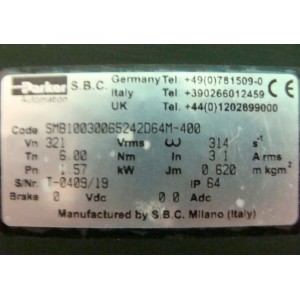 Parker Automation S.B.C. Germany Tel. +49(0)781509-0
Italy Tel. +390266012459
UK Tel. +44(0)1202699000
Code SMB10030065242D64M-400
Vn 321 Vrms ω 314 s⁻¹
Tn 6.00 Nm In 3.1 Arms
Pn 1.57 kW Jm 0.620 m kgm²
S/Nr. T-0409/19 IP 64
Brake 0 Vdc 0.0 Adc
Manufactured by S.B.C. Milano (Italy)